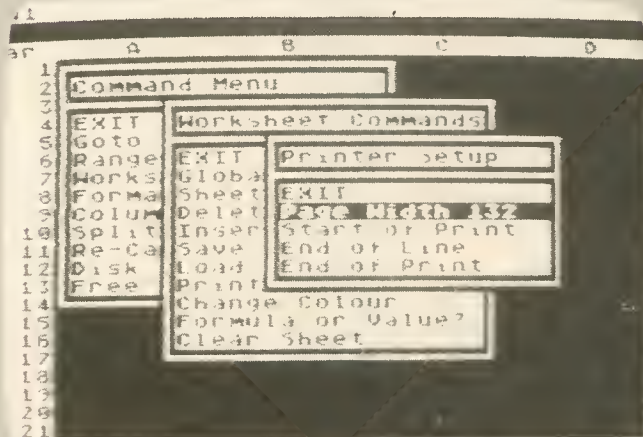 A B C D
1
2
3
4
5
6
7
8
9
10
11
12
13
14
15
16
17
18
19
20
21
Command Menu
EXIT
Goto
Range
Works
Forma
Colum
Split
Re-Ca
Disk
Free
Worksheet Commands
EXIT
Globa
Sheet
Delet
Inser
Save
Load
Print
Change Colour
Formula or Value?
Clear Sheet
Printer Setup
EXIT
Page Width 132
Start of Print
End of Line
End of Print